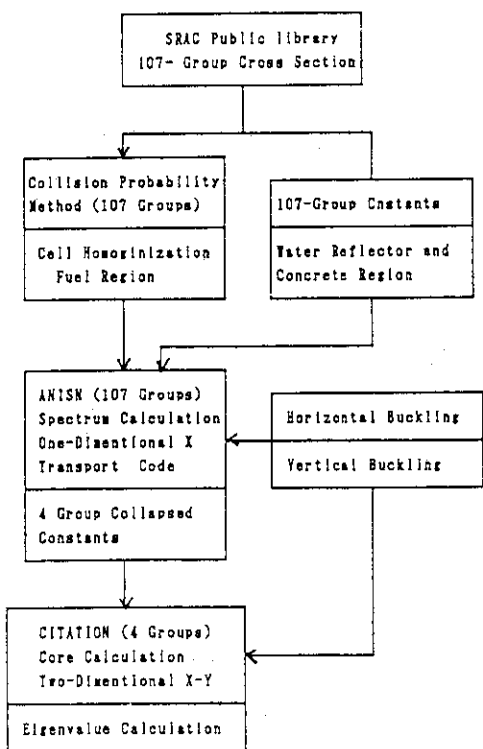 SRAC Public library
107- Group Cross Section
Collision Probability
Method (107 Groups)
Cell Homoginization
Fuel Region
107-Group Cnstants
Water Reflector and
Concrete Region
ANISN (107 Groups)
Spectrum Calculation
One-Dimentional X
Transport Code
4 Group Collapsed
Constants
Horizontal Buckling
Vertical Buckling
CITATION (4 Groups)
Core Calculation
Two-Dimentional X-Y
Eigenvalue Calculation